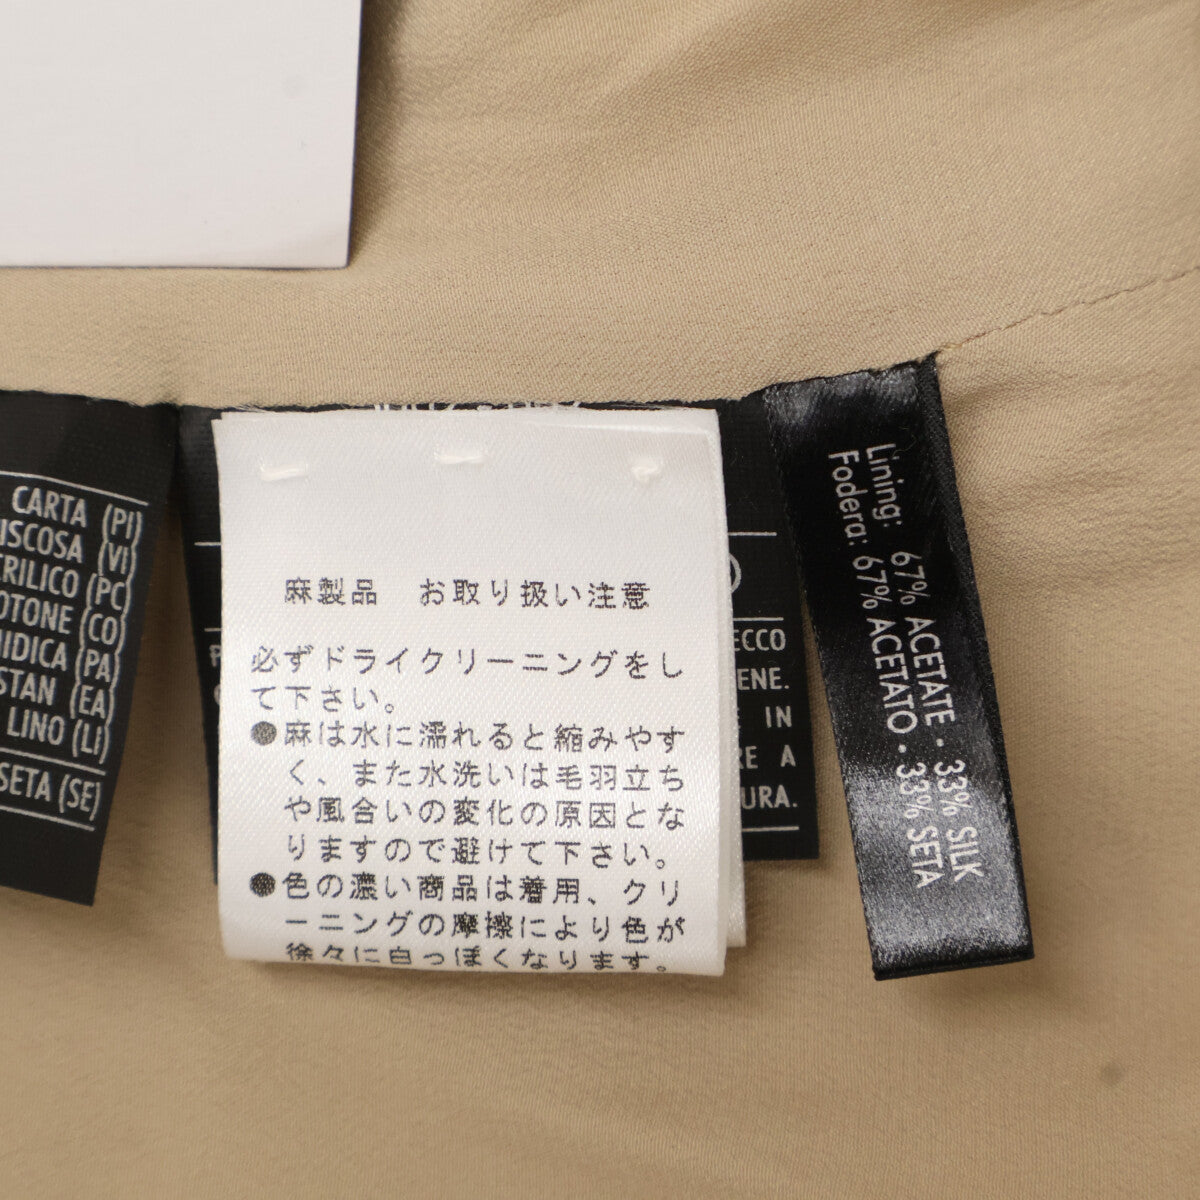 CARTA (PI)
VISCOSA (VI)
CRILICO (PC
OTONE (CO)
IDICA (PA)
STAN (EA)
LINO (LI)
SETA (SE)
麻製品 お取り扱い注意
必ずドライクリーニングをし
て下さい。
●麻は水に濡れると縮みやす
く、また水洗いは毛羽立ち
や風合いの変化の原因とな
りますので避けて下さい。
●色の濃い商品は着用、クリ
ーニングの摩擦により色が
徐々に白っぽくなります。
ECCO
ENE.
IN
RE A
URA.
Lining: 67% ACETATE · 33% SILK
Fodera: 67% ACETATO · 33% SETA